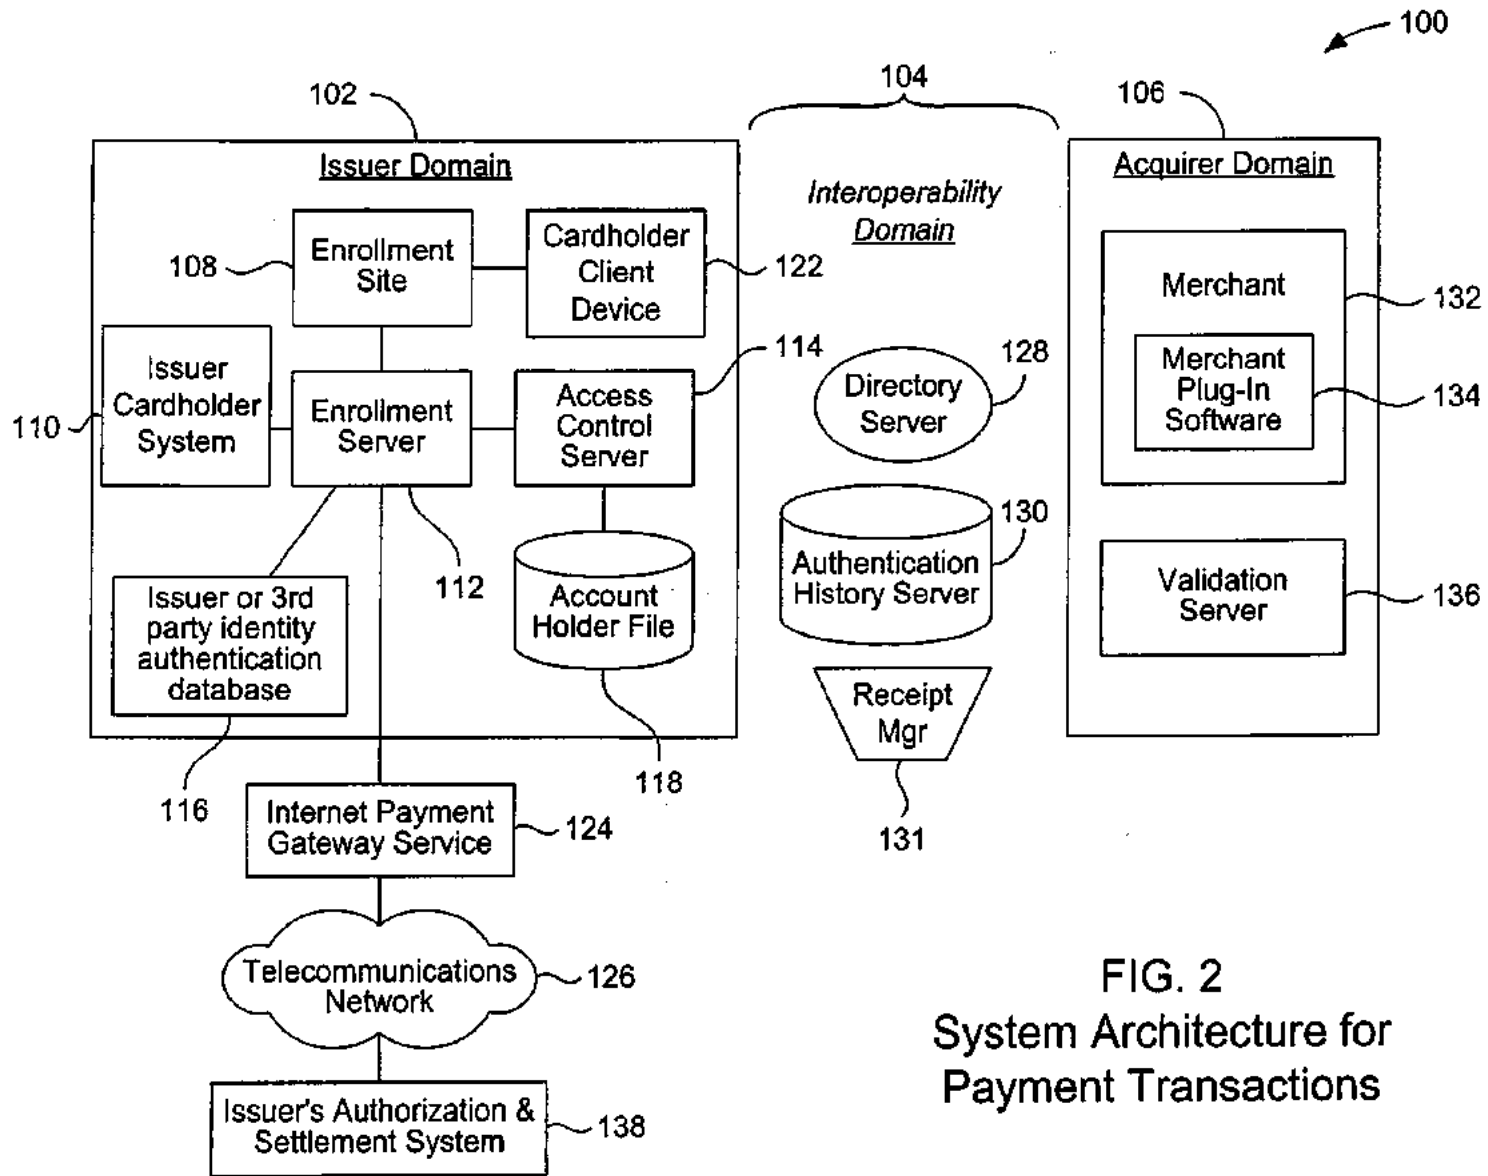 100
104
102
106
Issuer Domain
Acquirer Domain
Interoperability
Domain
Enrollment
Site
108
Cardholder
Client
Device
122
Merchant
132
Merchant
Plug-In
Software
134
114
128
Directory
Server
Issuer
Cardholder
System
110
Enrollment
Server
Access
Control
Server
130
Authentication
History Server
Validation
Server
136
112
Issuer or 3rd
party identity
authentication
database
Account
Holder File
Receipt
Mgr
116
118
131
Internet Payment
Gateway Service
124
Telecommunications
Network
126
Issuer's Authorization &
Settlement System
138
FIG. 2
System Architecture for
Payment Transactions